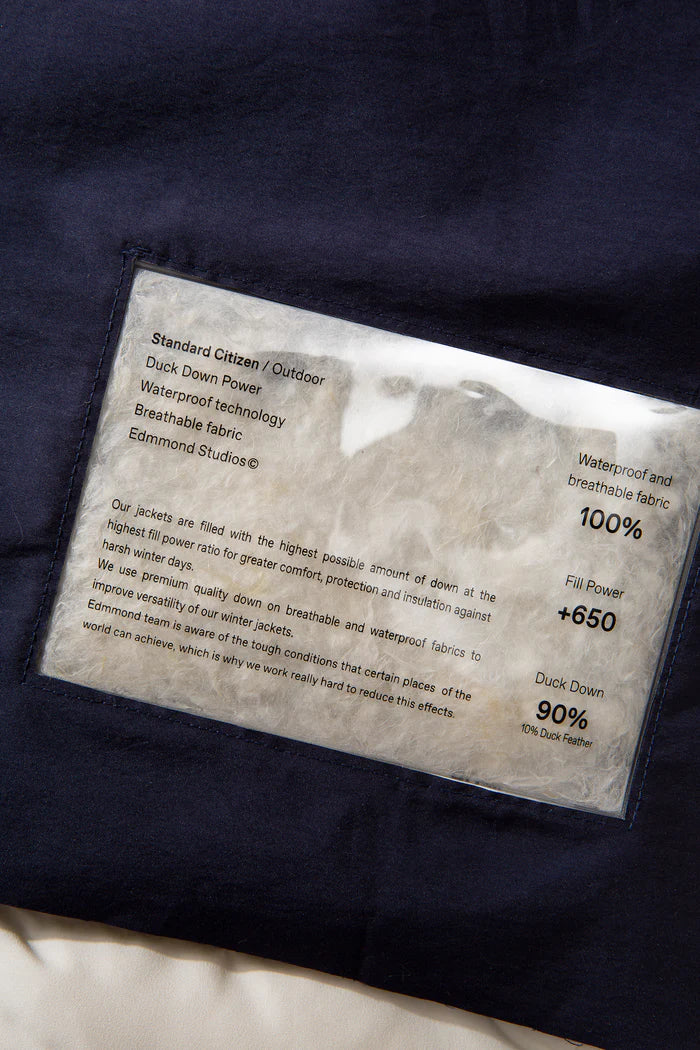 Standard Citizen / Outdoor
Duck Down Power
Waterproof technology
Breathable fabric
Edmmond Studios©
Our jackets are filled with the highest possible amount of down at the
highest fill power ratio for greater comfort, protection and insulation against
harsh winter days.
We use premium quality down on breathable and waterproof fabrics to
improve versatility of our winter jackets.
Edmmond team is aware of the tough conditions that certain places of the
world can achieve, which is why we work really hard to reduce this effects.
Waterproof and
breathable fabric
100%
Fill Power
+650
Duck Down
90%
10% Duck Feather